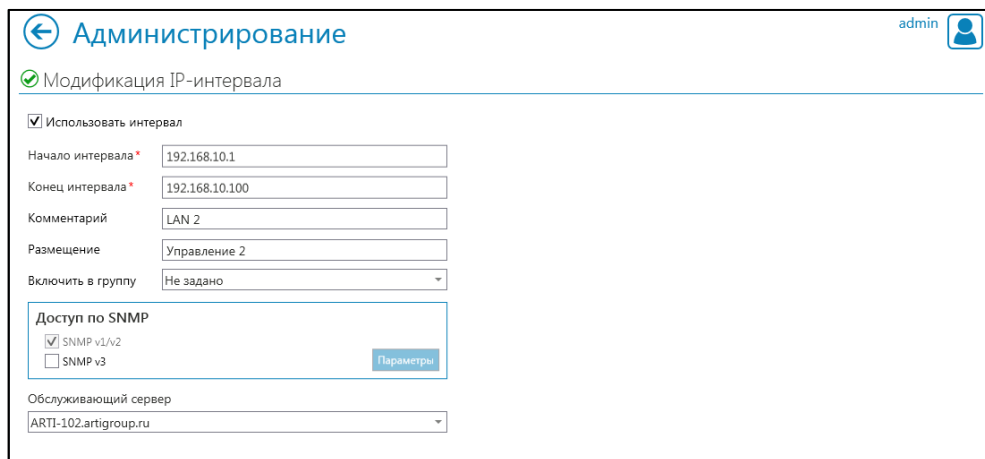 Администрирование
admin
Модификация IP-интервала
Использовать интервал
Начало интервала* 192.168.10.1
Конец интервала* 192.168.10.100
Комментарий LAN 2
Размещение Управление 2
Включить в группу Не задано
Доступ по SNMP
SNMP v1/v2
SNMP v3 Параметры
Обслуживающий сервер
ARTI-102.artigroup.ru